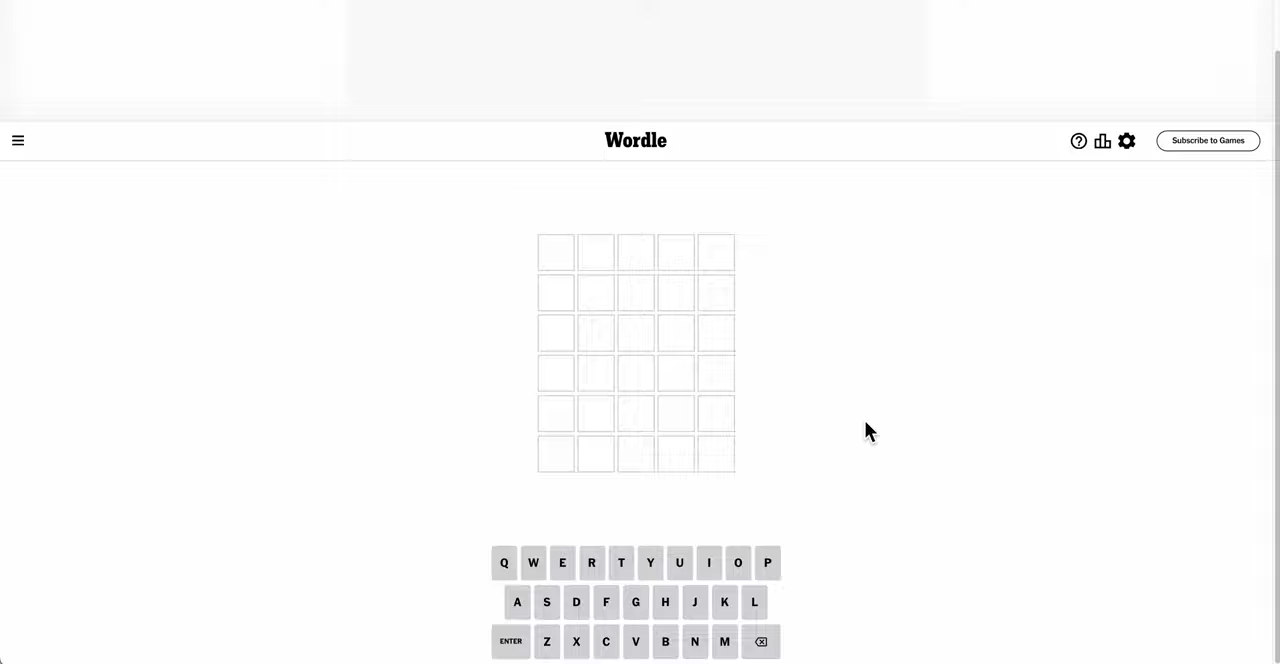 Wordle
Subscribe to Games
Q W E R T Y U I O P
A S D F G H J K L
ENTER Z X C V B N M